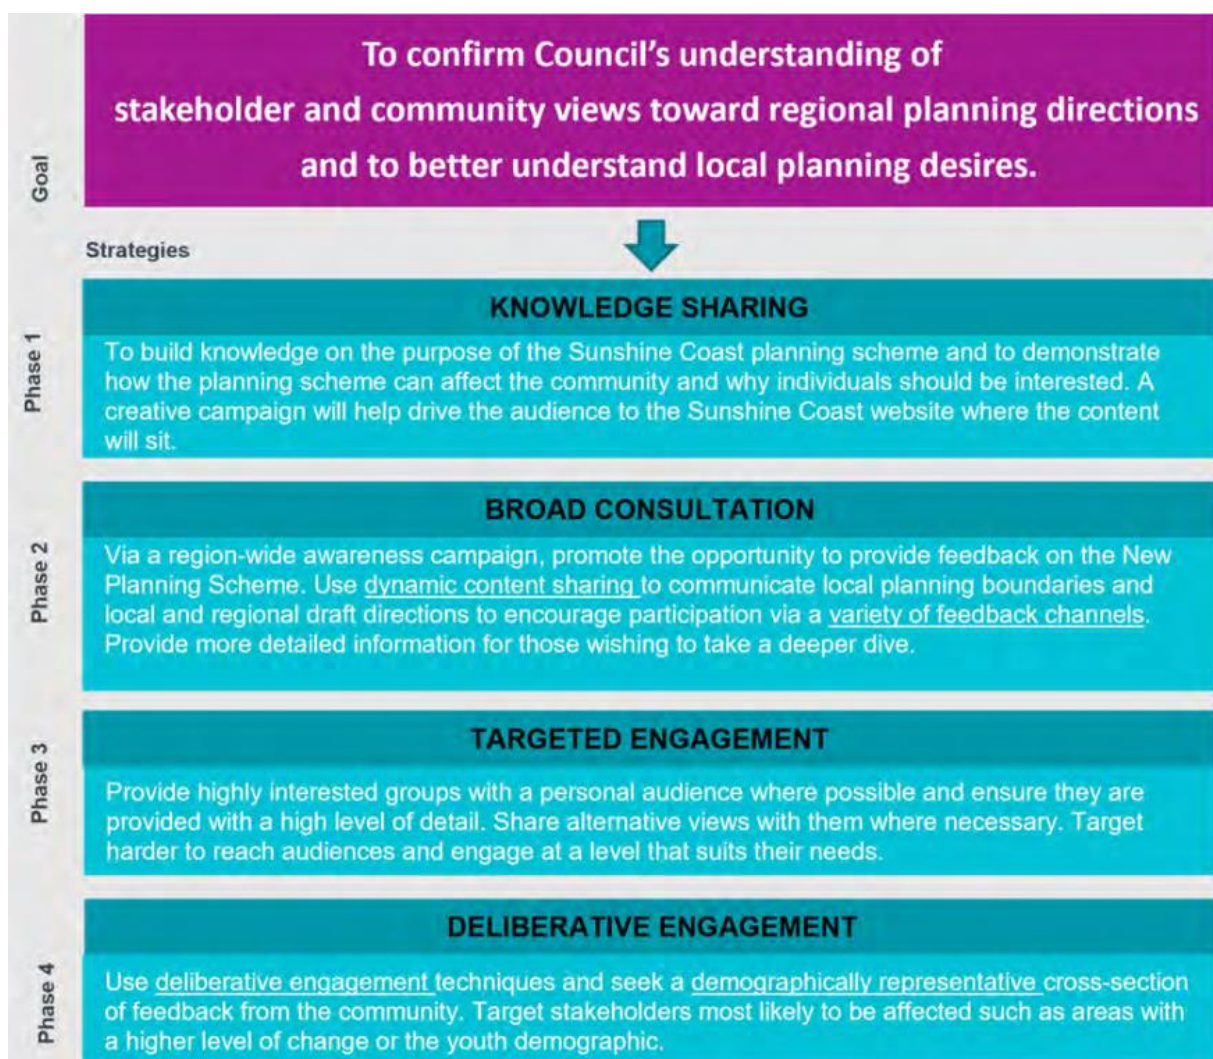 To confirm Council's understanding of
stakeholder and community views toward regional planning directions
and to better understand local planning desires.
Goal
Strategies
Phase 1
KNOWLEDGE SHARING
To build knowledge on the purpose of the Sunshine Coast planning scheme and to demonstrate
how the planning scheme can affect the community and why individuals should be interested. A
creative campaign will help drive the audience to the Sunshine Coast website where the content
will sit.
Phase 2
BROAD CONSULTATION
Via a region-wide awareness campaign, promote the opportunity to provide feedback on the New
Planning Scheme. Use dynamic content sharing to communicate local planning boundaries and
local and regional draft directions to encourage participation via a variety of feedback channels.
Provide more detailed information for those wishing to take a deeper dive.
Phase 3
TARGETED ENGAGEMENT
Provide highly interested groups with a personal audience where possible and ensure they are
provided with a high level of detail. Share alternative views with them where necessary. Target
harder to reach audiences and engage at a level that suits their needs.
Phase 4
DELIBERATIVE ENGAGEMENT
Use deliberative engagement techniques and seek a demographically representative cross-section
of feedback from the community. Target stakeholders most likely to be affected such as areas with
a higher level of change or the youth demographic.